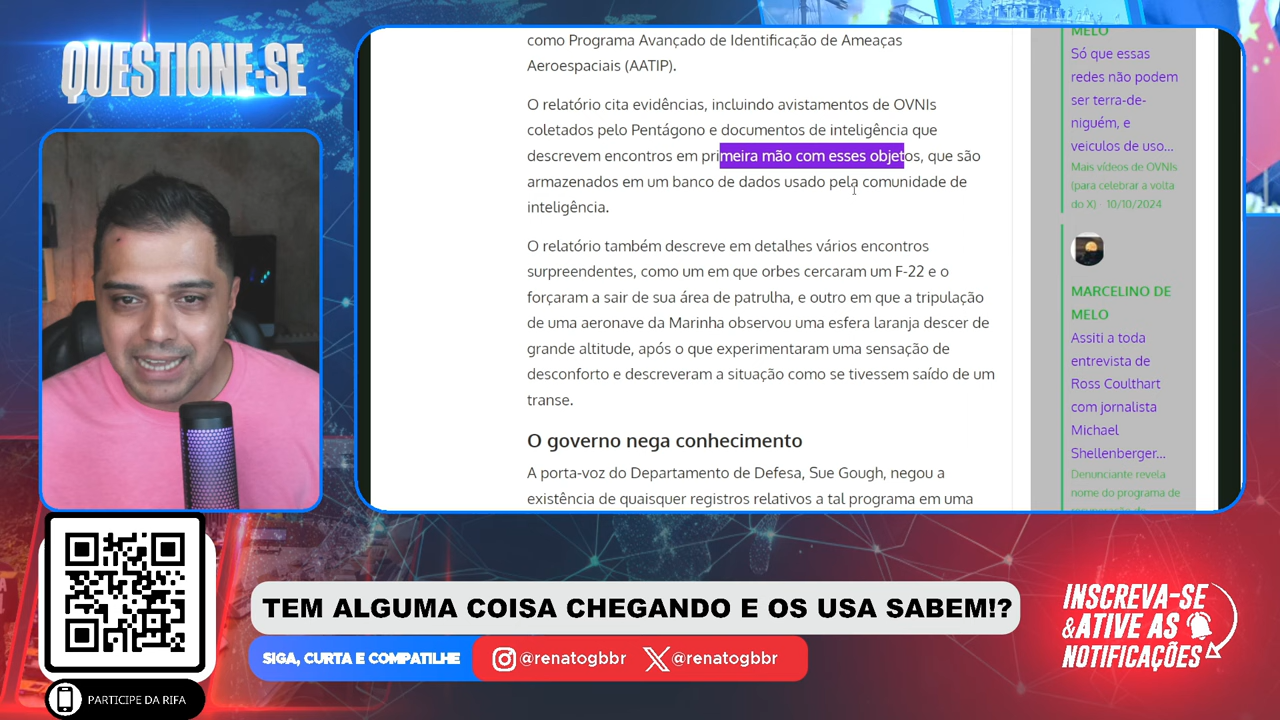 QUESTIONE-SE
como Programa Avançado de Identificação de Ameaças
Aeroespaciais (AATIP).
O relatório cita evidências, incluindo avistamentos de OVNIs
coletados pelo Pentágono e documentos de inteligência que
descrevem encontros em primeira mão com esses objetos, que são
armazenados em um banco de dados usado pela comunidade de
inteligência.
O relatório também descreve em detalhes vários encontros
surpreendentes, como um em que orbes cercaram um F-22 e o
forçaram a sair de sua área de patrulha, e outro em que a tripulação
de uma aeronave da Marinha observou uma esfera laranja descer de
grande altitude, após o que experimentaram uma sensação de
desconforto e descreveram a situação como se tivessem saído de um
transe.
O governo nega conhecimento
A porta-voz do Departamento de Defesa, Sue Gough, negou a
existência de quaisquer registros relativos a tal programa em uma
MELO
Só que essas
redes não podem
ser terra-de-
niguém, e
veiculos de uso...
Mais vídeos de OVNIs
(para celebrar a volta
do X) 10/10/2024
MARCELINO DE
MELO
Assiti a toda
entrevista de
Ross Coulthart
com jornalista
Michael
Shellenberger...
Denunciante revela
nome do programa de
TEM ALGUMA COISA CHEGANDO E OS USA SABEM!?
SIGA, CURTA E COMPATILHE
@renatogbbr
@renatogbbr
PARTICIPE DA RIFA
INSCREVA-SE
&ATIVE AS
NOTIFICAÇÕES